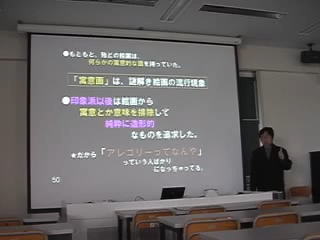 ●もともと、殆どの絵画は、
何らかの寓意的な面を持っていた。
「寓意画」は、謎解き絵画の流行現象
●印象派以後は絵画から
寓意とか意味を排除して
純粋に造形的
なものを追求した。
★だから「アレゴリーってなんぞ?」
っていう人ばかり
になっちゃってる。
50